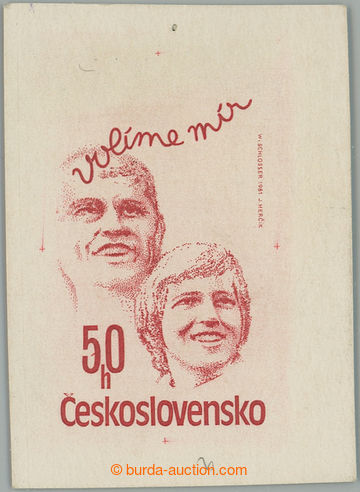 volíme mír
W. SCHLOSSER 1981 J. HERČÍK
50
h
Československo
© burda-auction.com